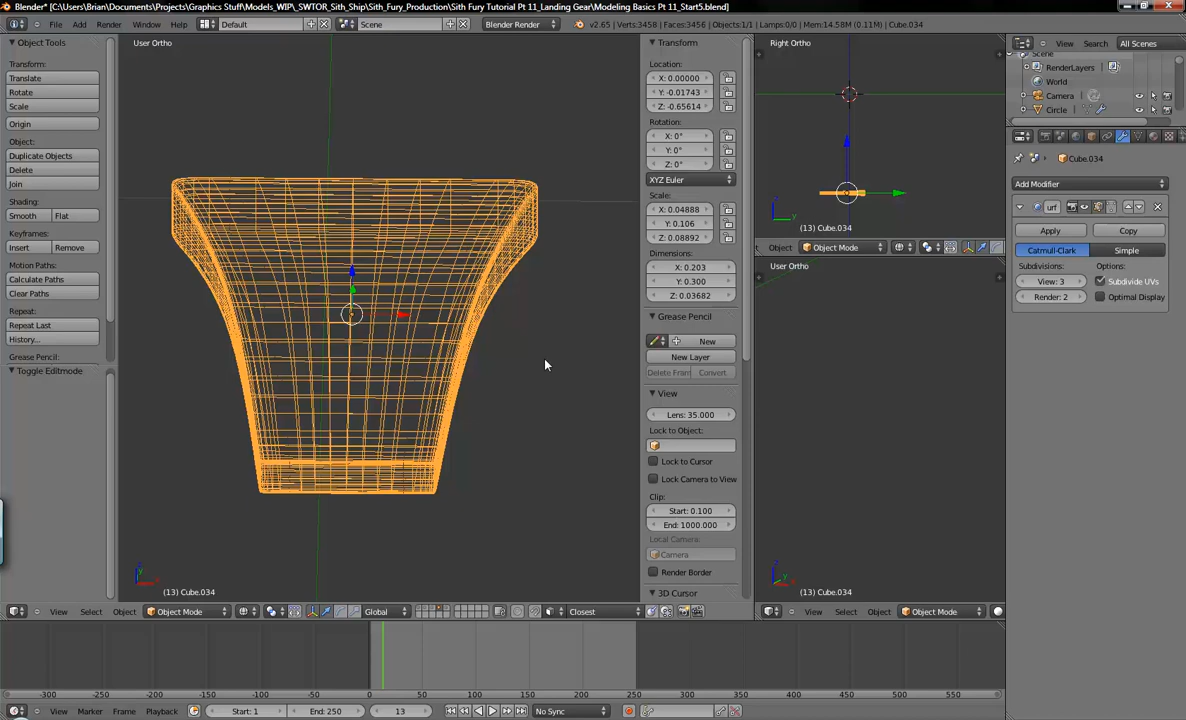 Blender* [C:\Users\Brian\Documents\Projects\Graphics Stuff\Models_WIP\_SWTOR_Sith_Ship\Sith_Fury_Production\Sith Fury Tutorial Pt 11_Landing Gear\Modeling Basics Pt 11_Start5.blend]
File Add Render Window Help Default Scene Blender Render v2.65 | Verts:3458 | Faces:3456 | Objects:1/1 | Lamps:0/0 | Mem:14.58M (0.11M) | Cube.034
Object Tools
Transform:
Translate
Rotate
Scale
Origin
Object:
Duplicate Objects
Delete
Join
Shading:
Smooth Flat
Keyframes:
Insert Remove
Motion Paths:
Calculate Paths
Clear Paths
Repeat:
Repeat Last
History...
Grease Pencil:
Toggle Editmode
User Ortho
(13) Cube.034
View Select Object Object Mode Global Closest
Transform
Location:
X: 0.00000
Y: -0.01743
Z: -0.65614
Rotation:
X: 0°
Y: 0°
Z: 0°
XYZ Euler
Scale:
X: 0.04888
Y: 0.106
Z: 0.08892
Dimensions:
X: 0.203
Y: 0.300
Z: 0.03682
Grease Pencil
New
New Layer
Delete Fram Convert
View
Lens: 35.000
Lock to Object:
Lock to Cursor
Lock Camera to View
Clip:
Start: 0.100
End: 1000.000
Local Camera:
Camera
Render Border
3D Cursor
Right Ortho
(13) Cube.034
Object Object Mode
User Ortho
(13) Cube.034
View Select Object Object Mode
View Search All Scenes
Scene
RenderLayers
World
Camera
Circle
Cube.034
Add Modifier
urf
Apply Copy
Catmull-Clark Simple
Subdivisions: Options:
View: 3 Subdivide UVs
Render: 2 Optimal Display
-300 -250 -200 -150 -100 -50 0 50 100 150 200 250 300 350 400 450 500 550
View Marker Frame Playback Start: 1 End: 250 13 No Sync